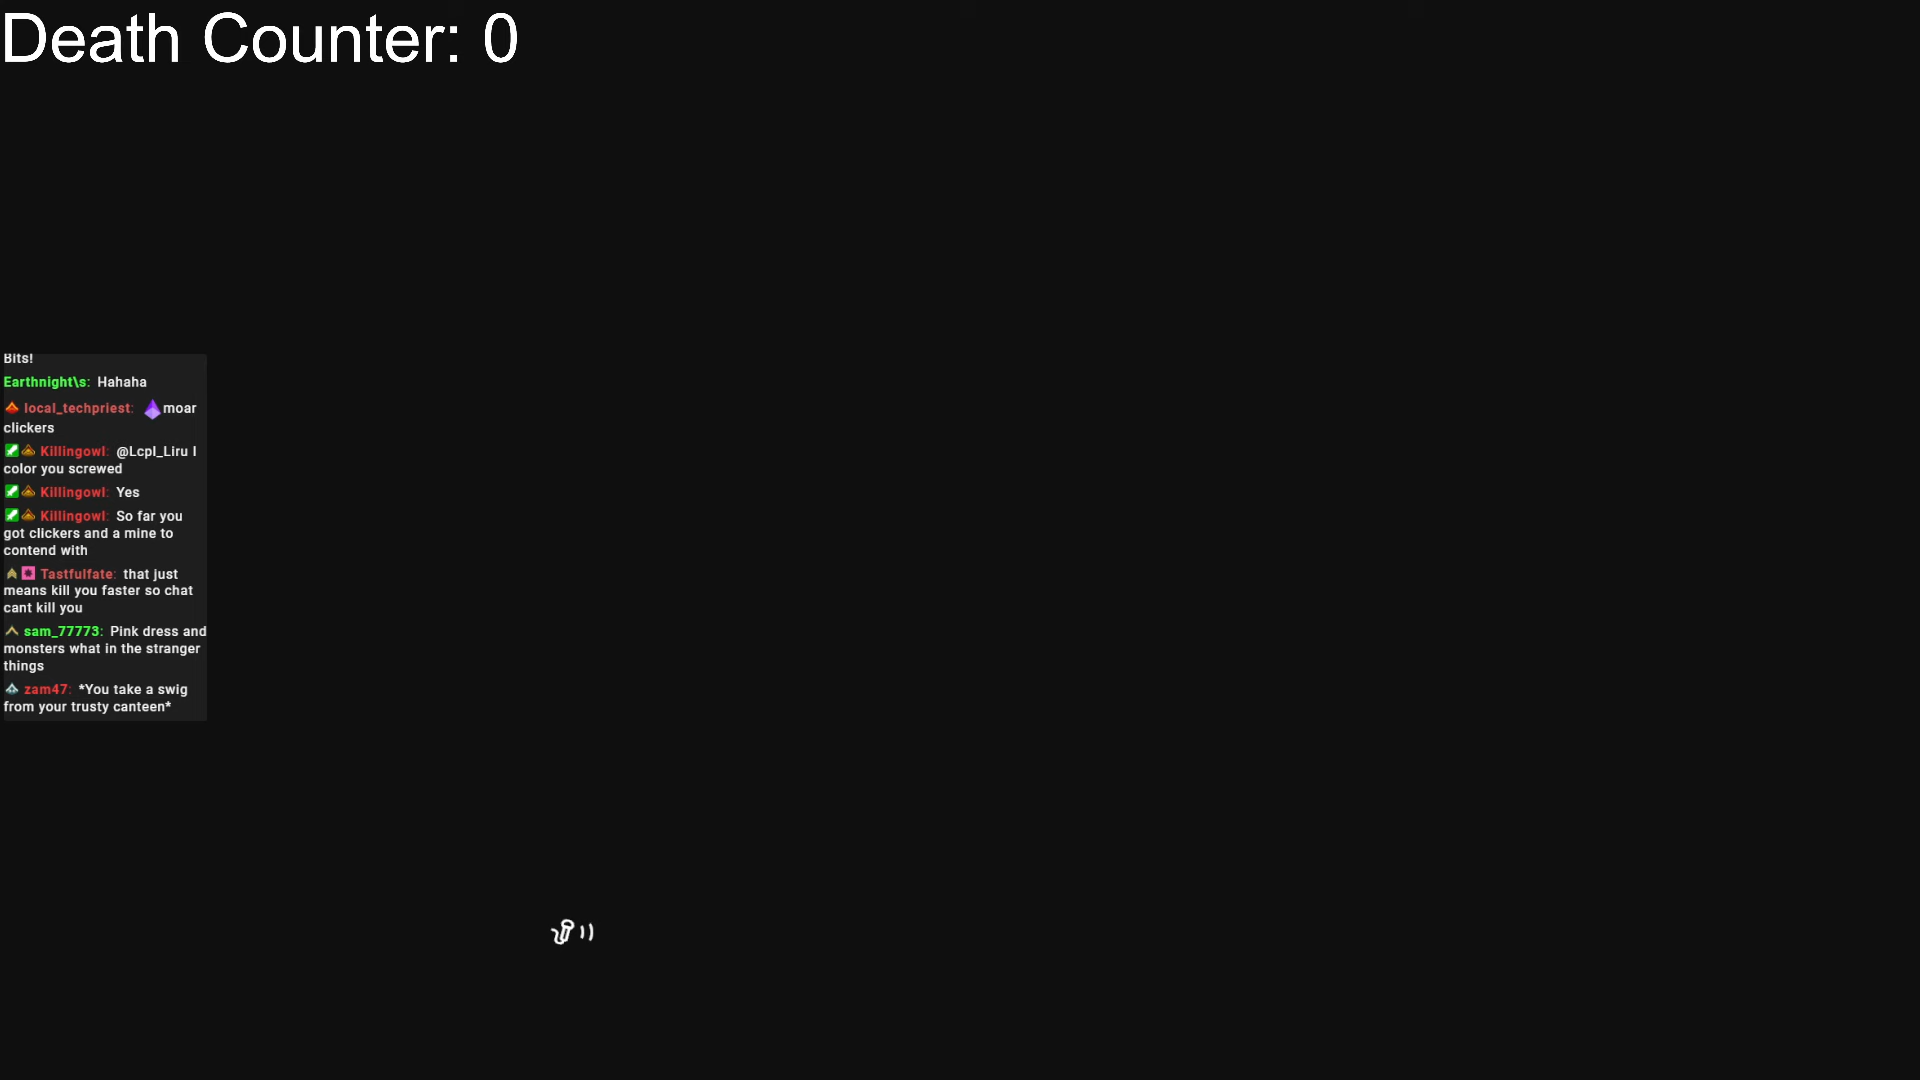 Death Counter: 0
Bits!
Earthnight\s: Hahaha
local_techpriest: moar
clickers
Killingowl: @Lcpl_Liru I
color you screwed
Killingowl: Yes
Killingowl: So far you
got clickers and a mine to
contend with
Tastfulfate: that just
means kill you faster so chat
cant kill you
sam_77773: Pink dress and
monsters what in the stranger
things
zam47: *You take a swig
from your trusty canteen*